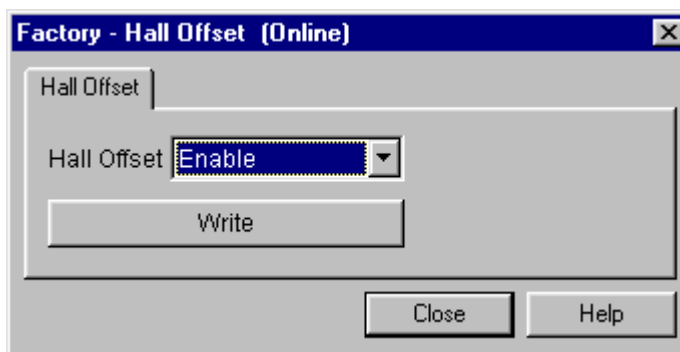 Factory - Hall Offset (Online)
Hall Offset
Hall Offset Enable
Write
Close Help